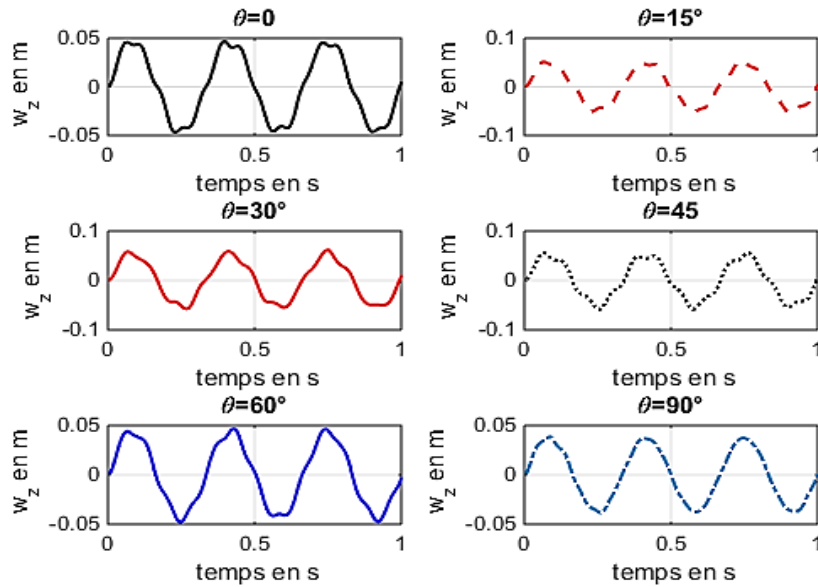 θ=0
0.05
0
-0.05
w_z en m
0 0.5 1
temps en s
θ=15°
0.1
0
-0.1
w_z en m
0 0.5 1
temps en s
θ=30°
0.1
0
-0.1
w_z en m
0 0.5 1
temps en s
θ=45
0.1
0
-0.1
w_z en m
0 0.5 1
temps en s
θ=60°
0.05
0
-0.05
w_z en m
0 0.5 1
temps en s
θ=90°
0.05
0
-0.05
w_z en m
0 0.5 1
temps en s